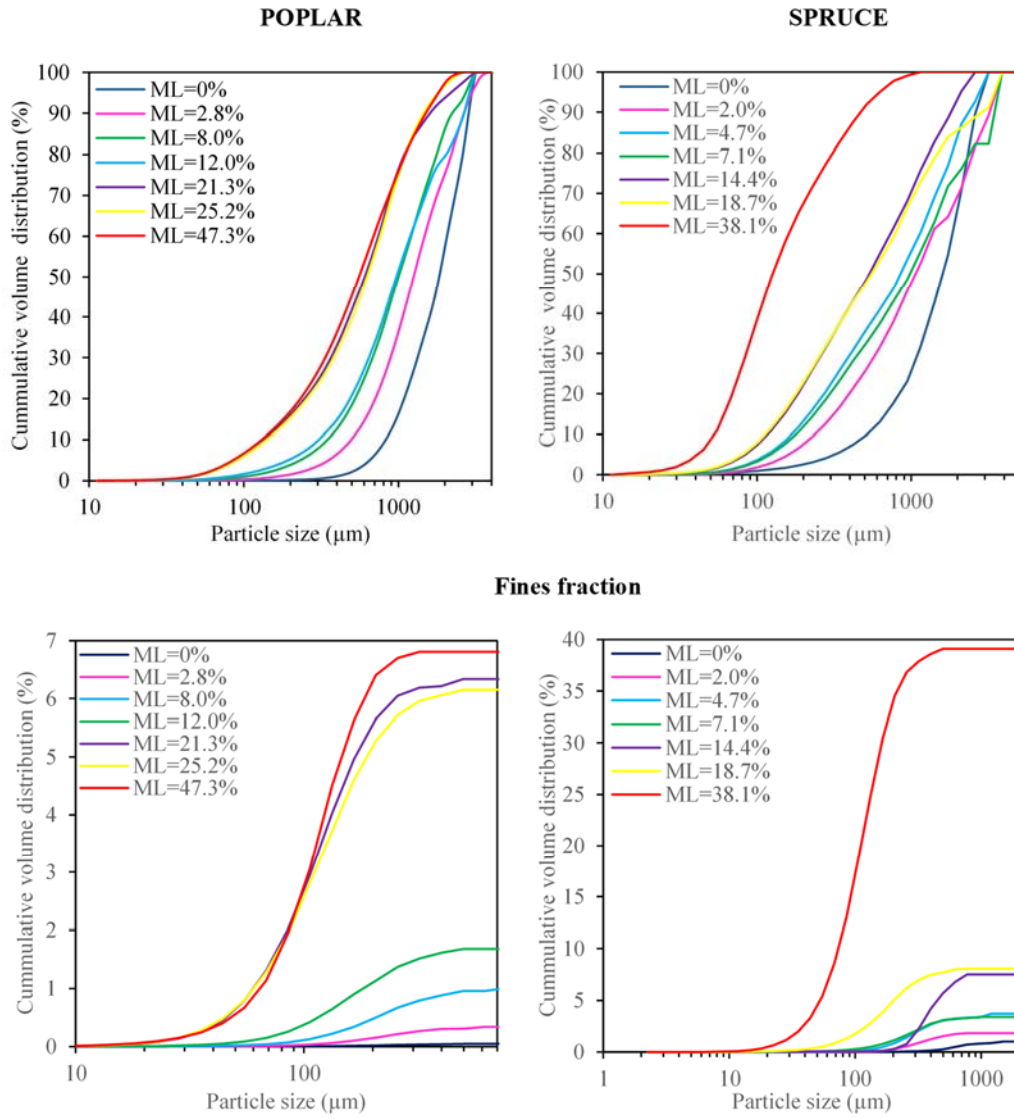 POPLAR
SPRUCE
Cummulative volume distribution (%)
100
90
80
70
60
50
40
30
20
10
0
ML=0%
ML=2.8%
ML=8.0%
ML=12.0%
ML=21.3%
ML=25.2%
ML=47.3%
10
100
1000
Particle size (µm)
Cummulative volume distribution (%)
100
90
80
70
60
50
40
30
20
10
0
ML=0%
ML=2.0%
ML=4.7%
ML=7.1%
ML=14.4%
ML=18.7%
ML=38.1%
10
100
1000
Particle size (µm)
Fines fraction
Cummulative volume distribution (%)
7
6
5
4
3
2
1
0
ML=0%
ML=2.8%
ML=8.0%
ML=12.0%
ML=21.3%
ML=25.2%
ML=47.3%
10
100
Particle size (µm)
Cummulative volume distribution (%)
40
35
30
25
20
15
10
5
0
ML=0%
ML=2.0%
ML=4.7%
ML=7.1%
ML=14.4%
ML=18.7%
ML=38.1%
1
10
100
1000
Particle size (µm)